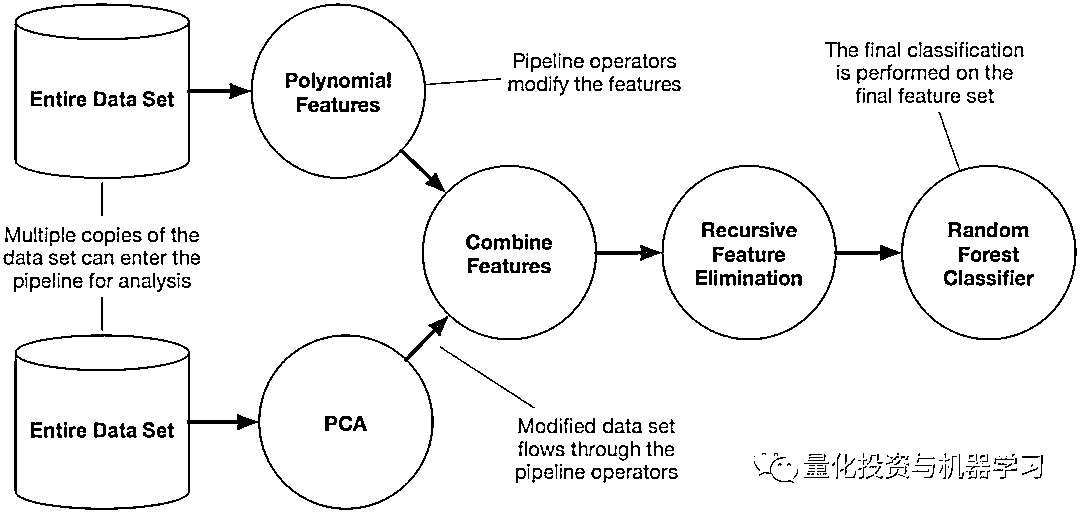 Entire Data Set
Polynomial
Features
Pipeline operators
modify the features
The final classification
is performed on the
final feature set
Multiple copies of the
data set can enter the
pipeline for analysis
Combine
Features
Recursive
Feature
Elimination
Random
Forest
Classifier
Entire Data Set
PCA
Modified data set
flows through the
pipeline operators
量化投资与机器学习